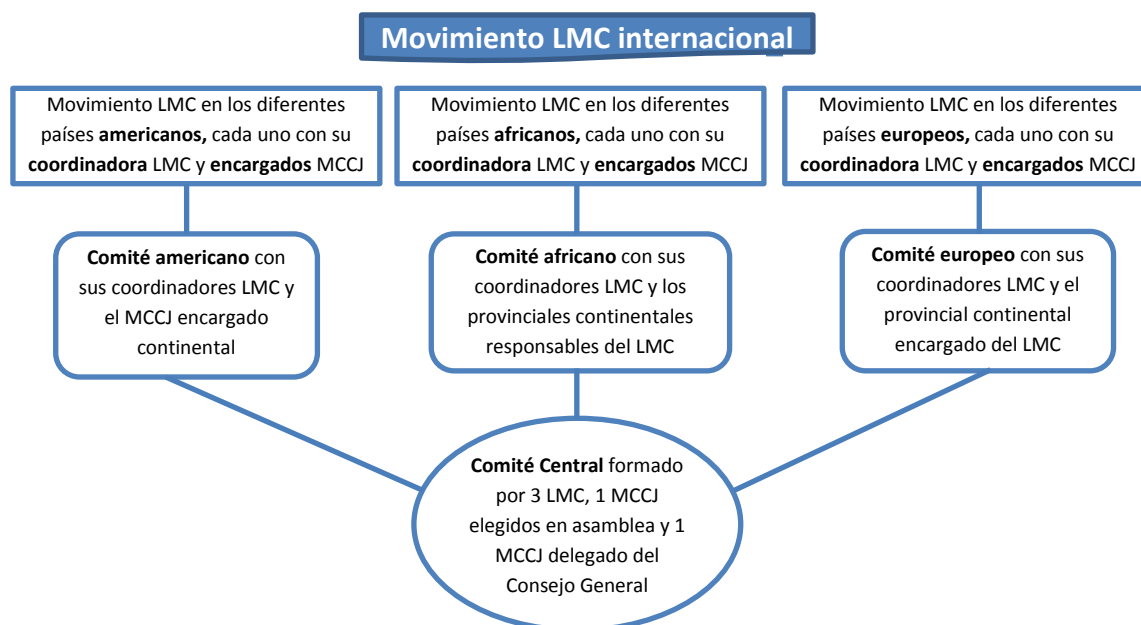 Movimiento LMC internacional
Movimiento LMC en los diferentes
países americanos, cada uno con su
coordinadora LMC y encargados MCCJ
Movimiento LMC en los diferentes
países africanos, cada uno con su
coordinadora LMC y encargados MCCJ
Movimiento LMC en los diferentes
países europeos, cada uno con su
coordinadora LMC y encargados MCCJ
Comité americano con
sus coordinadores LMC y
el MCCJ encargado
continental
Comité africano con sus
coordinadores LMC y los
provinciales continentales
responsables del LMC
Comité europeo con sus
coordinadores LMC y el
provincial continental
encargado del LMC
Comité Central formado
por 3 LMC, 1 MCCJ
elegidos en asamblea y 1
MCCJ delegado del
Consejo General